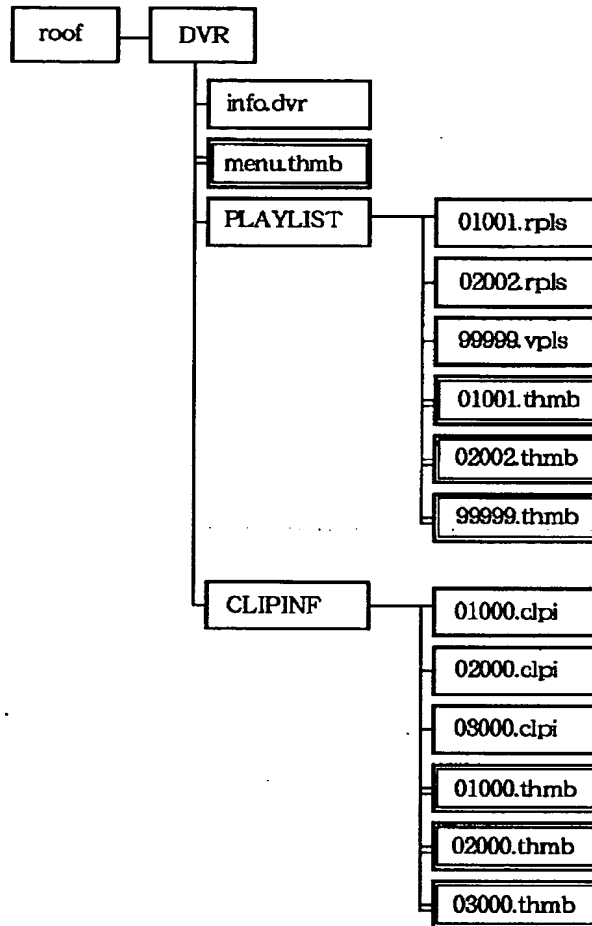 roof DVR
info.dvr
menu.thmb
PLAYLIST
01001.rpls
02002.rpls
99999.vpls
01001.thmb
02002.thmb
99999.thmb
CLIPINF
01000.clpi
02000.clpi
03000.clpi
01000.thmb
02000.thmb
03000.thmb